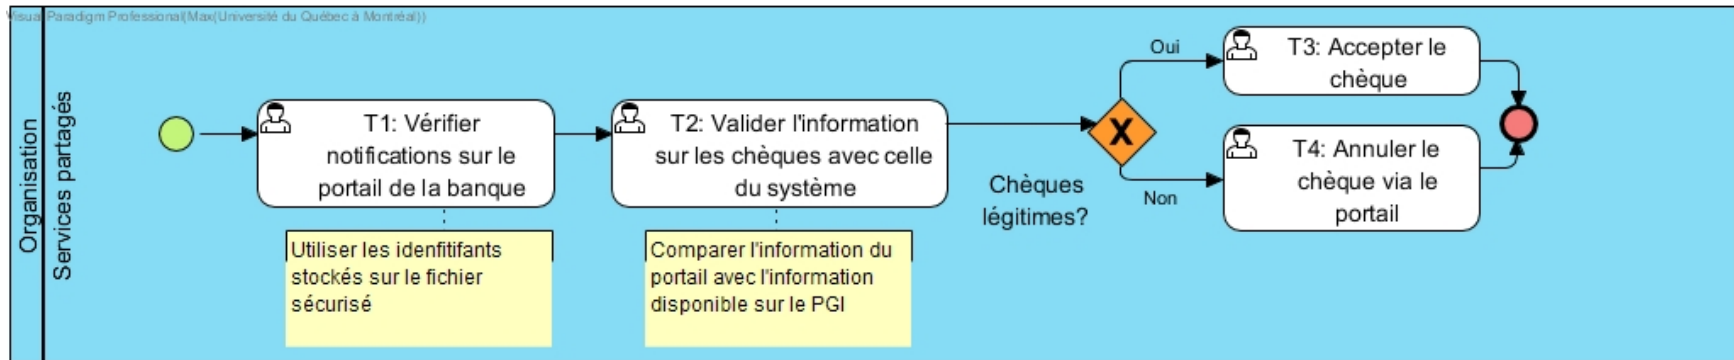 Visual Paradigm Professional(Max(Université du Québec à Montréal))
Organisation
Services partagés
T1: Vérifier
notifications sur le
portail de la banque
Utiliser les idenfitifants
stockés sur le fichier
sécurisé
T2: Valider l'information
sur les chèques avec celle
du système
Comparer l'information du
portail avec l'information
disponible sur le PGI
Chèques
légitimes?
X
Oui
T3: Accepter le
chèque
Non
T4: Annuler le
chèque via le
portail